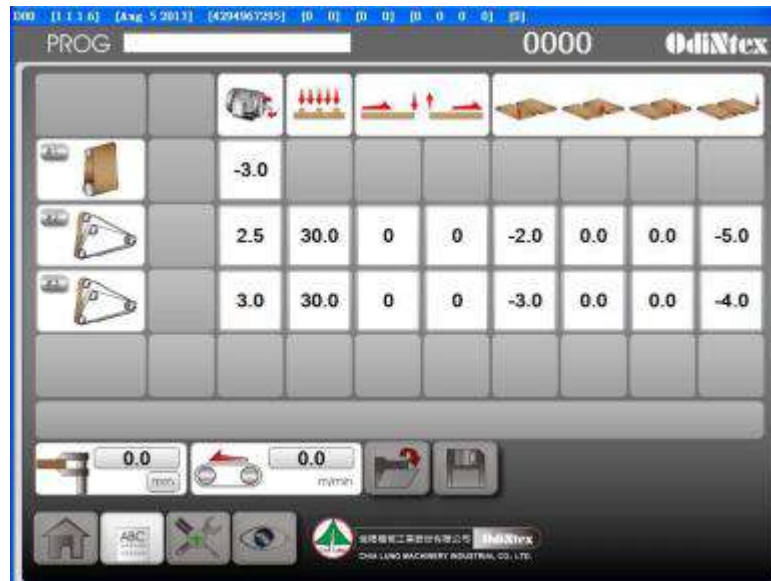 D00 [1 1 1 6] [Aug 5 2013] [4294967295] [0 0] [0 0] [0 0 0 0] [0]
PROG 0000 OdiNtex
-3.0
2.5 30.0 0 0 -2.0 0.0 0.0 -5.0
3.0 30.0 0 0 -3.0 0.0 0.0 -4.0
0.0 0.0
mm m/min
ABC
OdiNtex
CHIA LUNG
CHIA LUNG MACHINERY INDUSTRIAL CO., LTD.